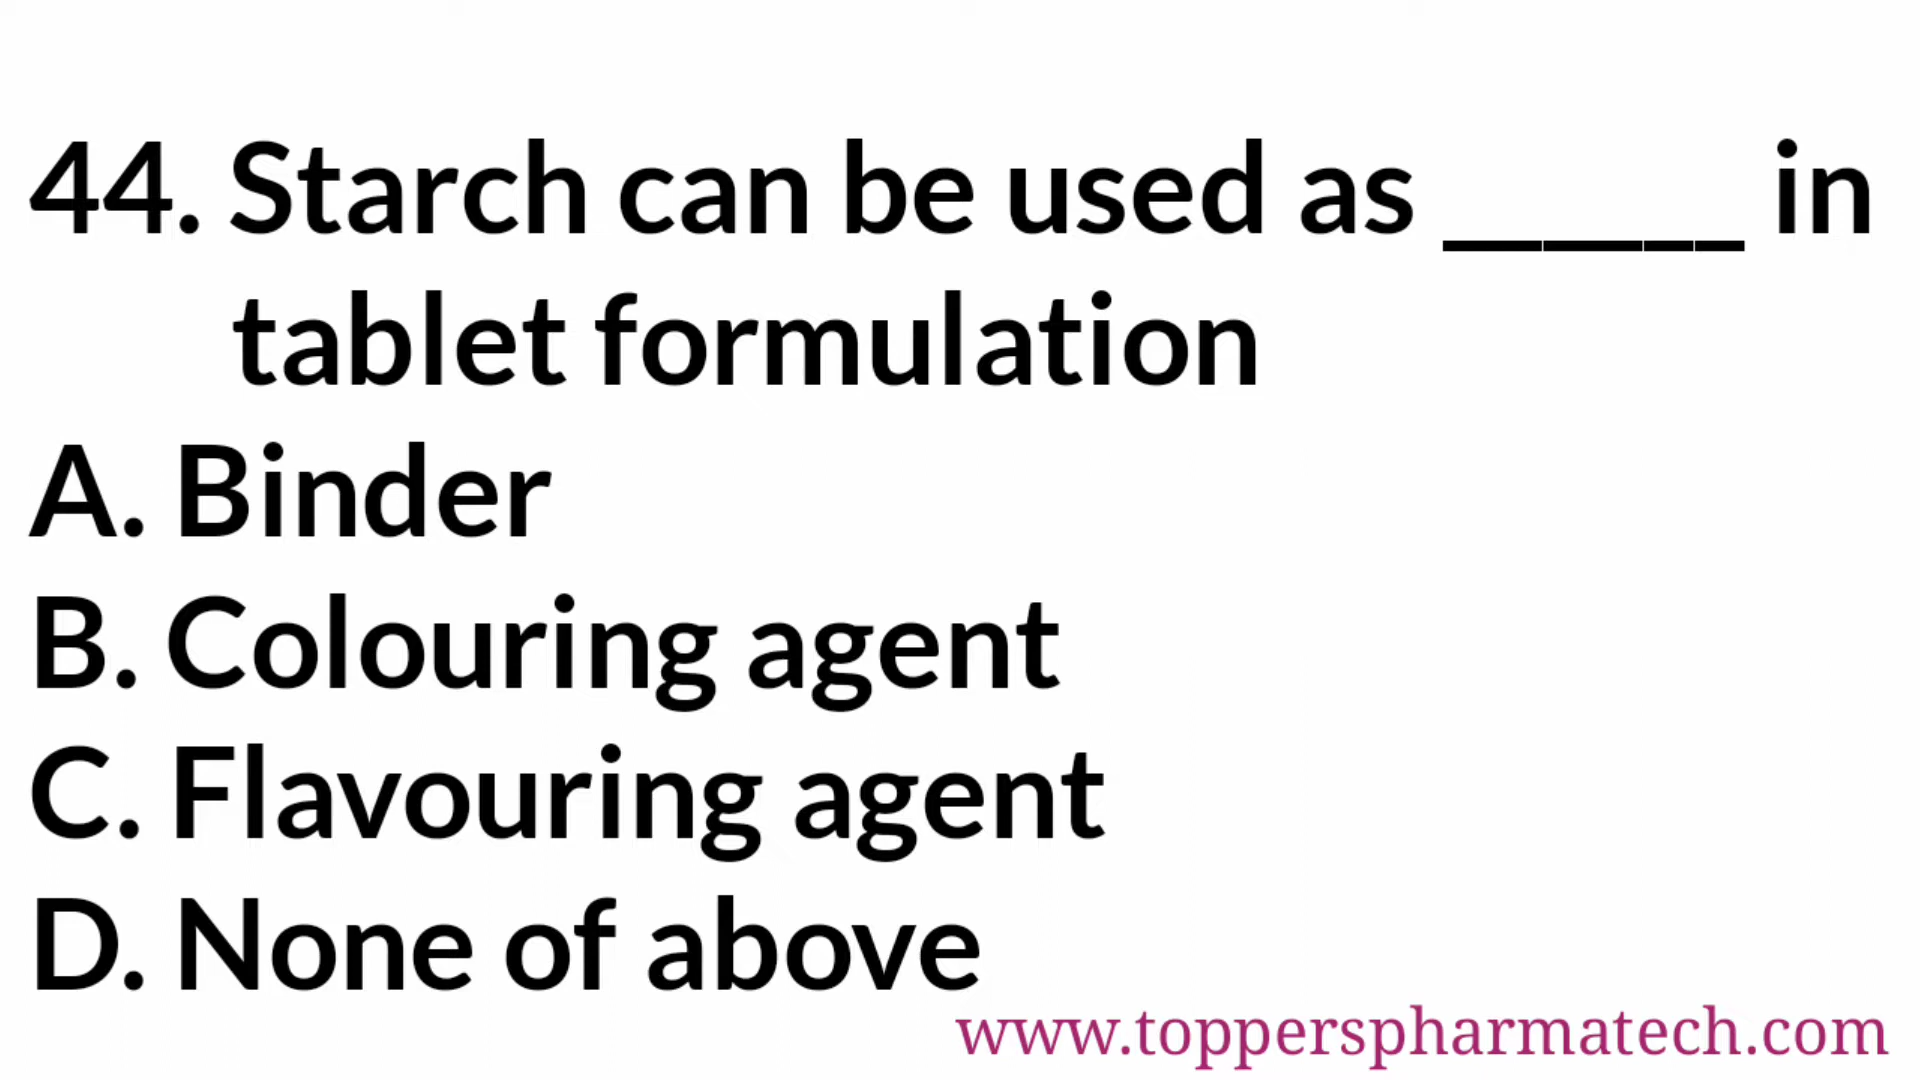 44. Starch can be used as ______ in
tablet formulation
A. Binder
B. Colouring agent
C. Flavouring agent
D. None of above
www.topperspharmatech.com